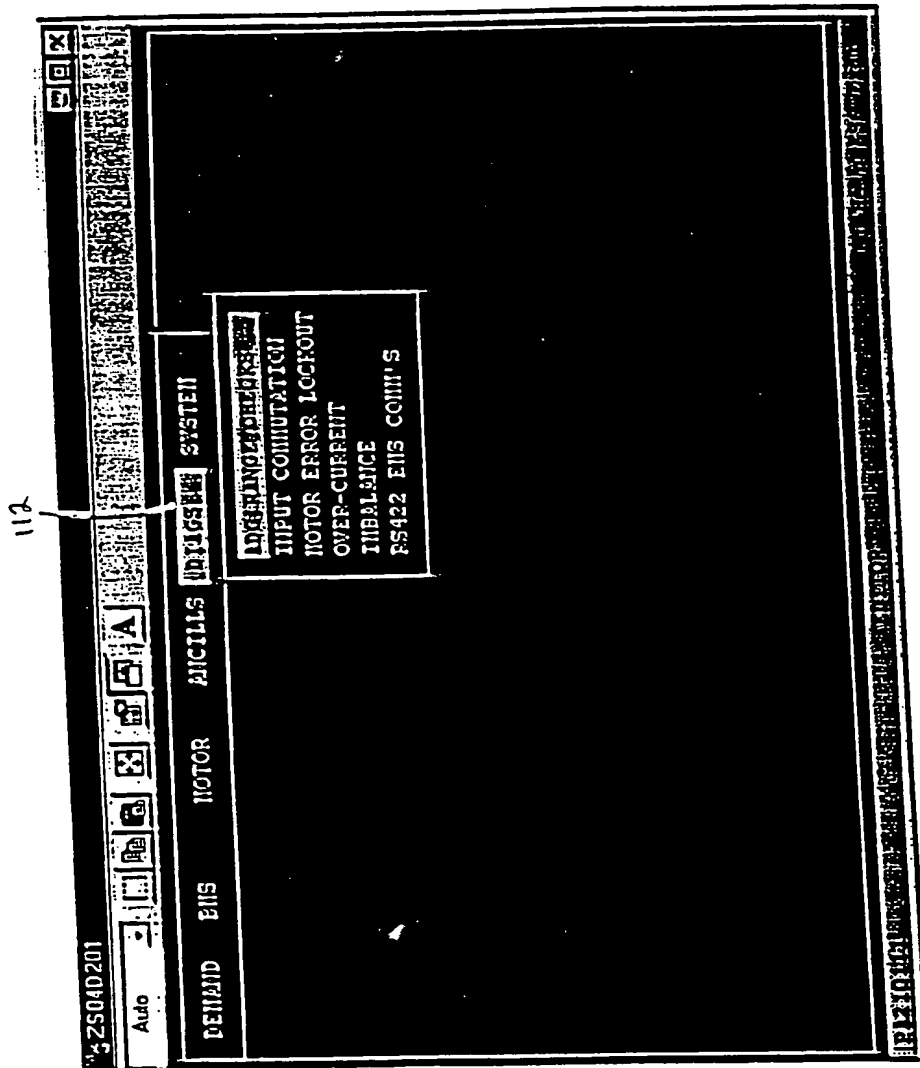 112
ZS04D201
Auto
A
DEMAND EMS MOTOR ANCILLS DIAGS SYSTEM
INPUT COMMUTATION
MOTOR ERROR LOCKOUT
OVER-CURRENT
IMBALANCE
RS422 EMS COMM'S